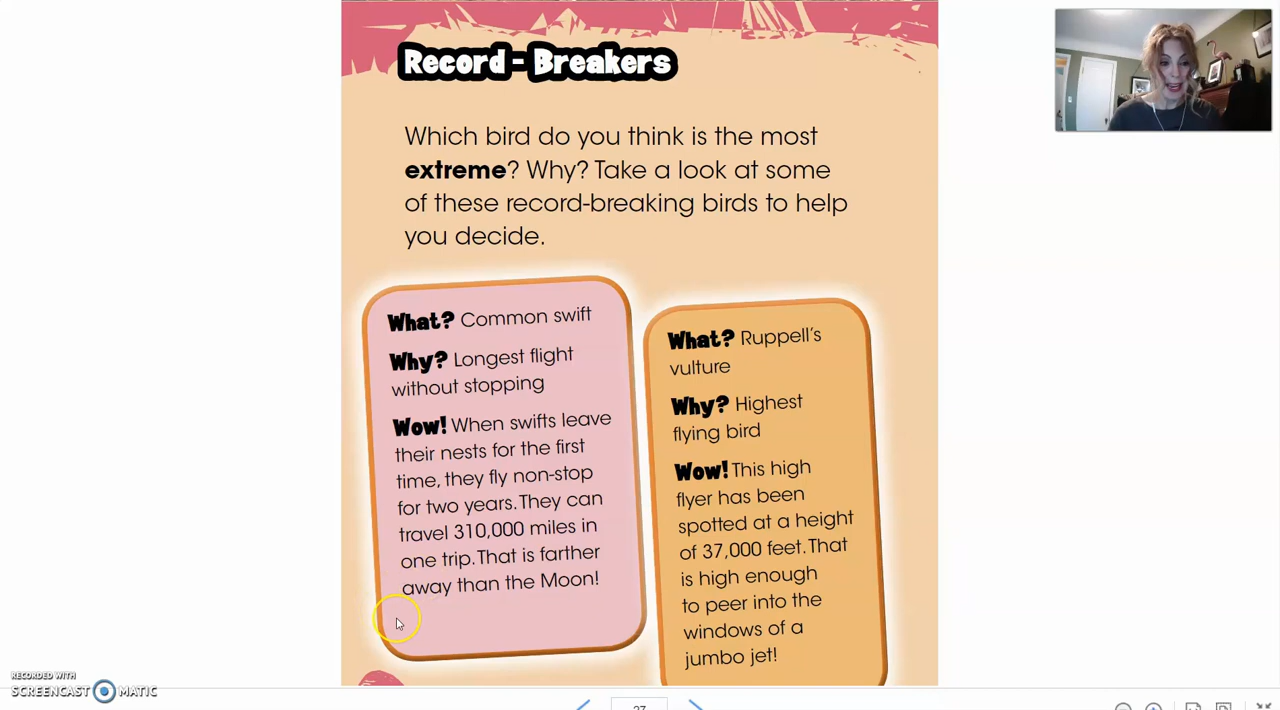 Record - Breakers
Which bird do you think is the most
extreme? Why? Take a look at some
of these record-breaking birds to help
you decide.
What? Common swift
Why? Longest flight
without stopping
Wow! When swifts leave
their nests for the first
time, they fly non-stop
for two years. They can
travel 310,000 miles in
one trip. That is farther
away than the Moon!
What? Ruppell's
vulture
Why? Highest
flying bird
Wow! This high
flyer has been
spotted at a height
of 37,000 feet. That
is high enough
to peer into the
windows of a
jumbo jet!
RECORDED WITH
SCREENCAST MATIC
27